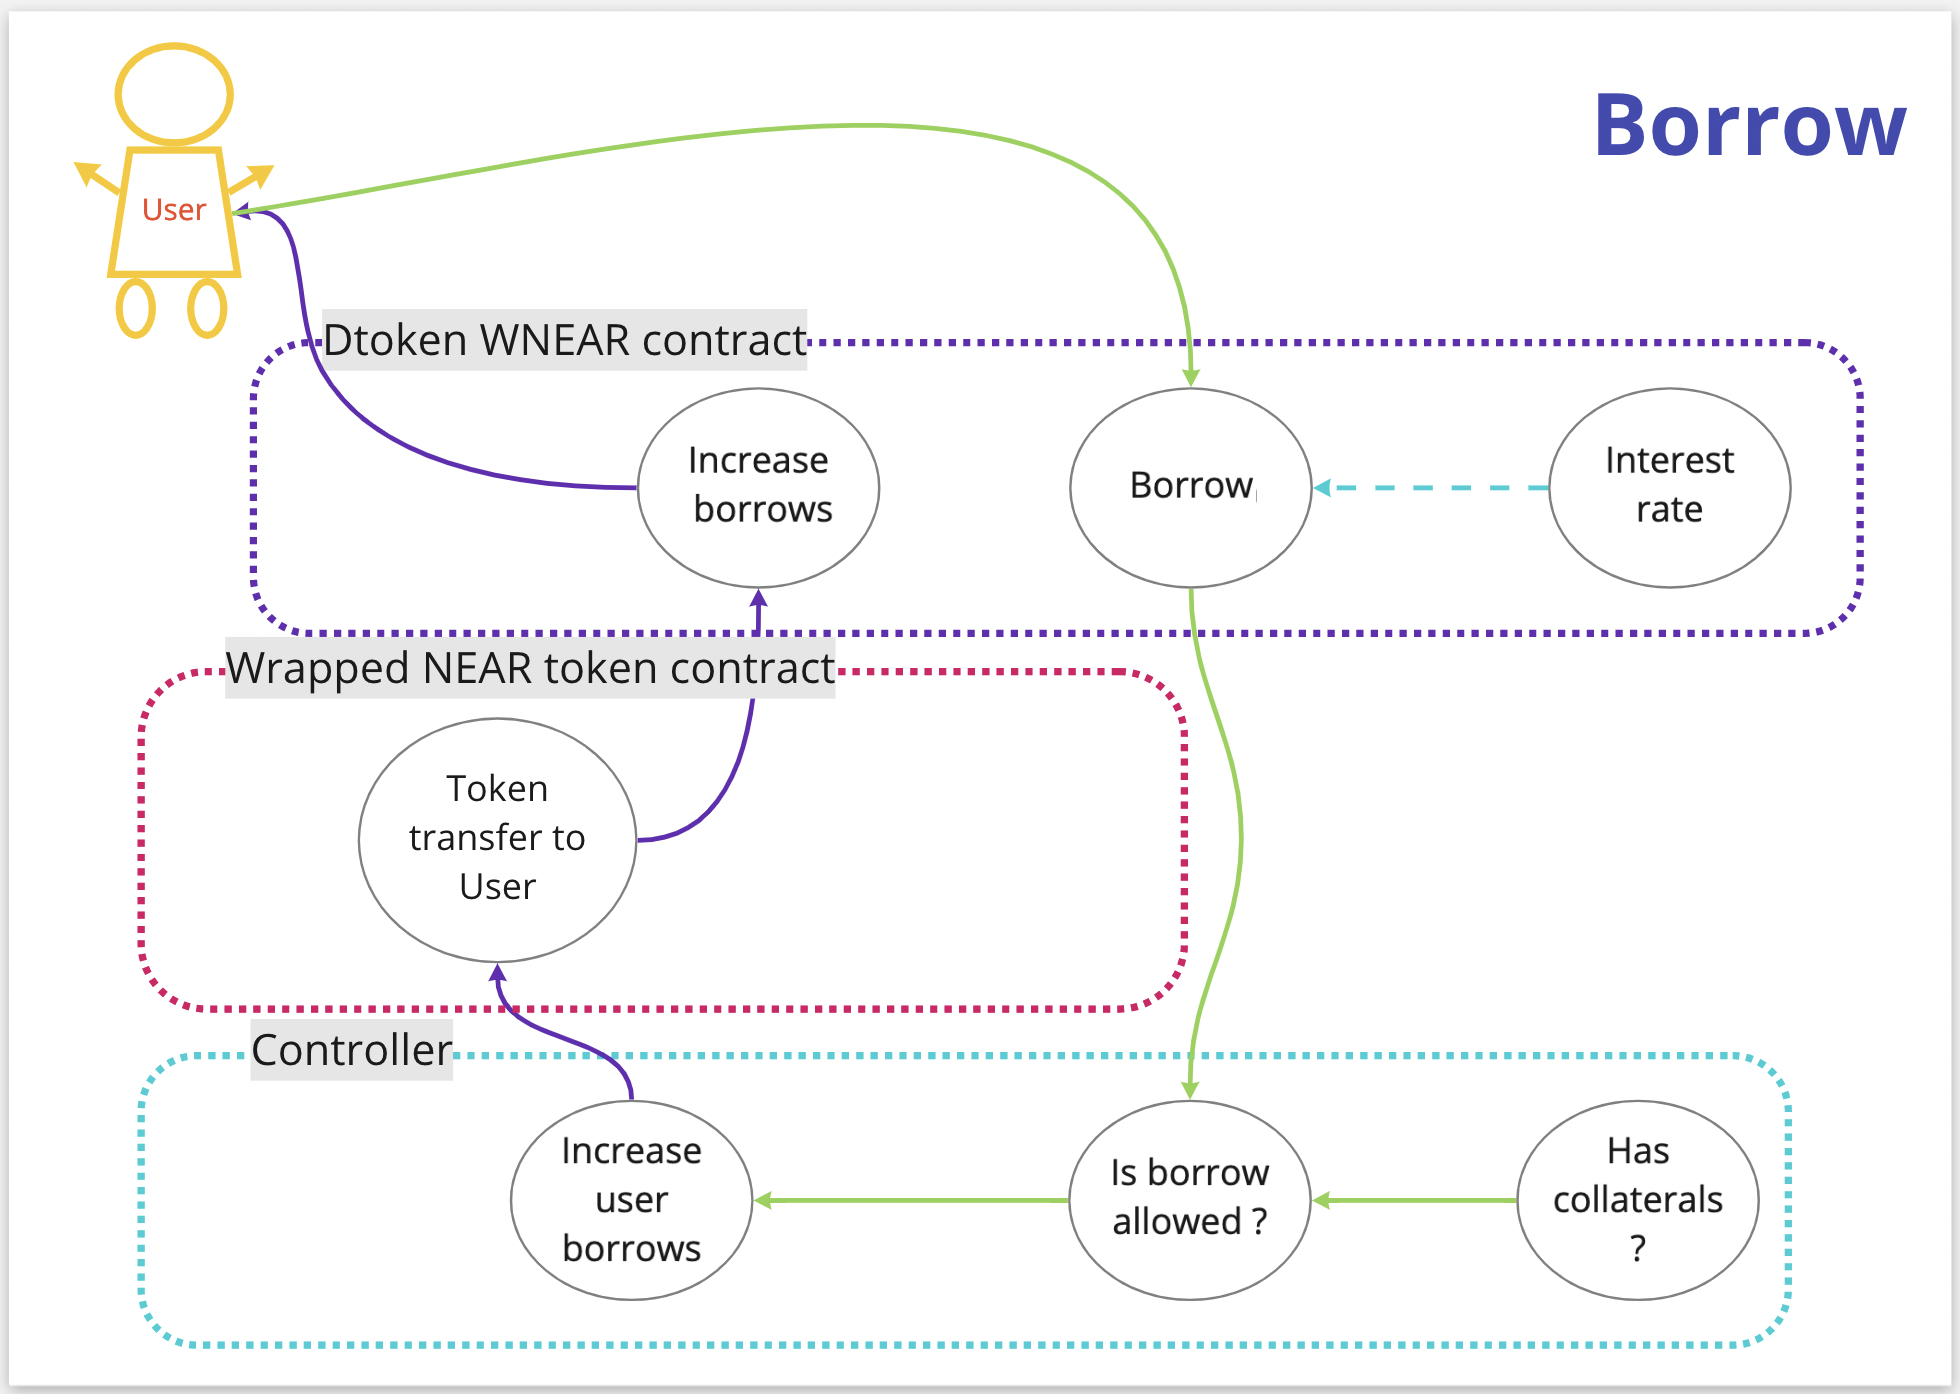 Borrow
User
Dtoken WNEAR contract
Increase
borrows
Borrow
Interest
rate
Wrapped NEAR token contract
Token
transfer to
User
Controller
Increase
user
borrows
Is borrow
allowed ?
Has
collaterals
?